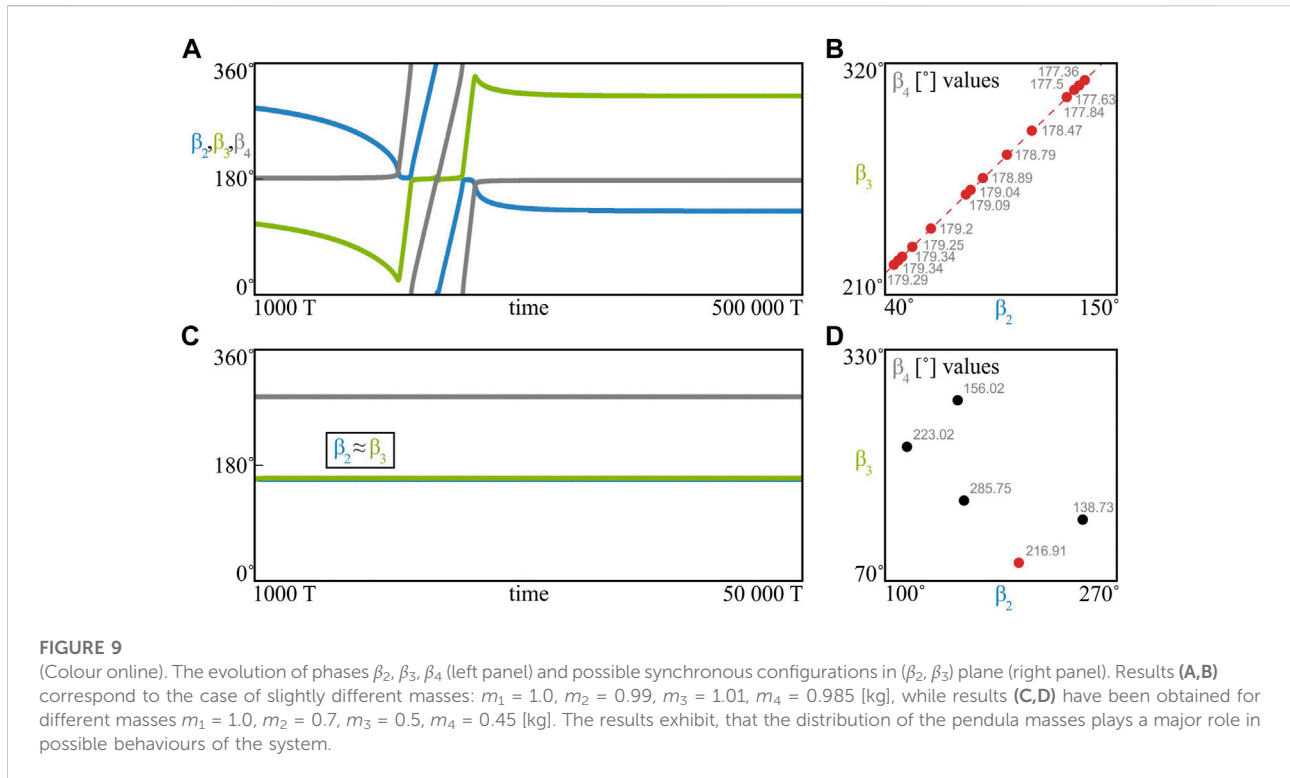 A
360°
β₂,β₃,β₄
180°
0°
1000 T
time
500 000 T
B
320°
β₄ [°] values
177.36
177.5
177.63
177.84
178.47
178.79
β₃
178.89
179.04
179.09
179.2
179.25
179.34
179.34
179.29
210°
40°
β₂
150°
C
360°
β₂ ≈ β₃
180°
0°
1000 T
time
50 000 T
D
330°
β₄ [°] values
156.02
223.02
β₃
285.75
138.73
216.91
70°
100°
β₂
270°
FIGURE 9
(Colour online). The evolution of phases β₂, β₃, β₄ (left panel) and possible synchronous configurations in (β₂, β₃) plane (right panel). Results (A,B)
correspond to the case of slightly different masses: m₁ = 1.0, m₂ = 0.99, m₃ = 1.01, m₄ = 0.985 [kg], while results (C,D) have been obtained for
different masses m₁ = 1.0, m₂ = 0.7, m₃ = 0.5, m₄ = 0.45 [kg]. The results exhibit, that the distribution of the pendula masses plays a major role in
possible behaviours of the system.